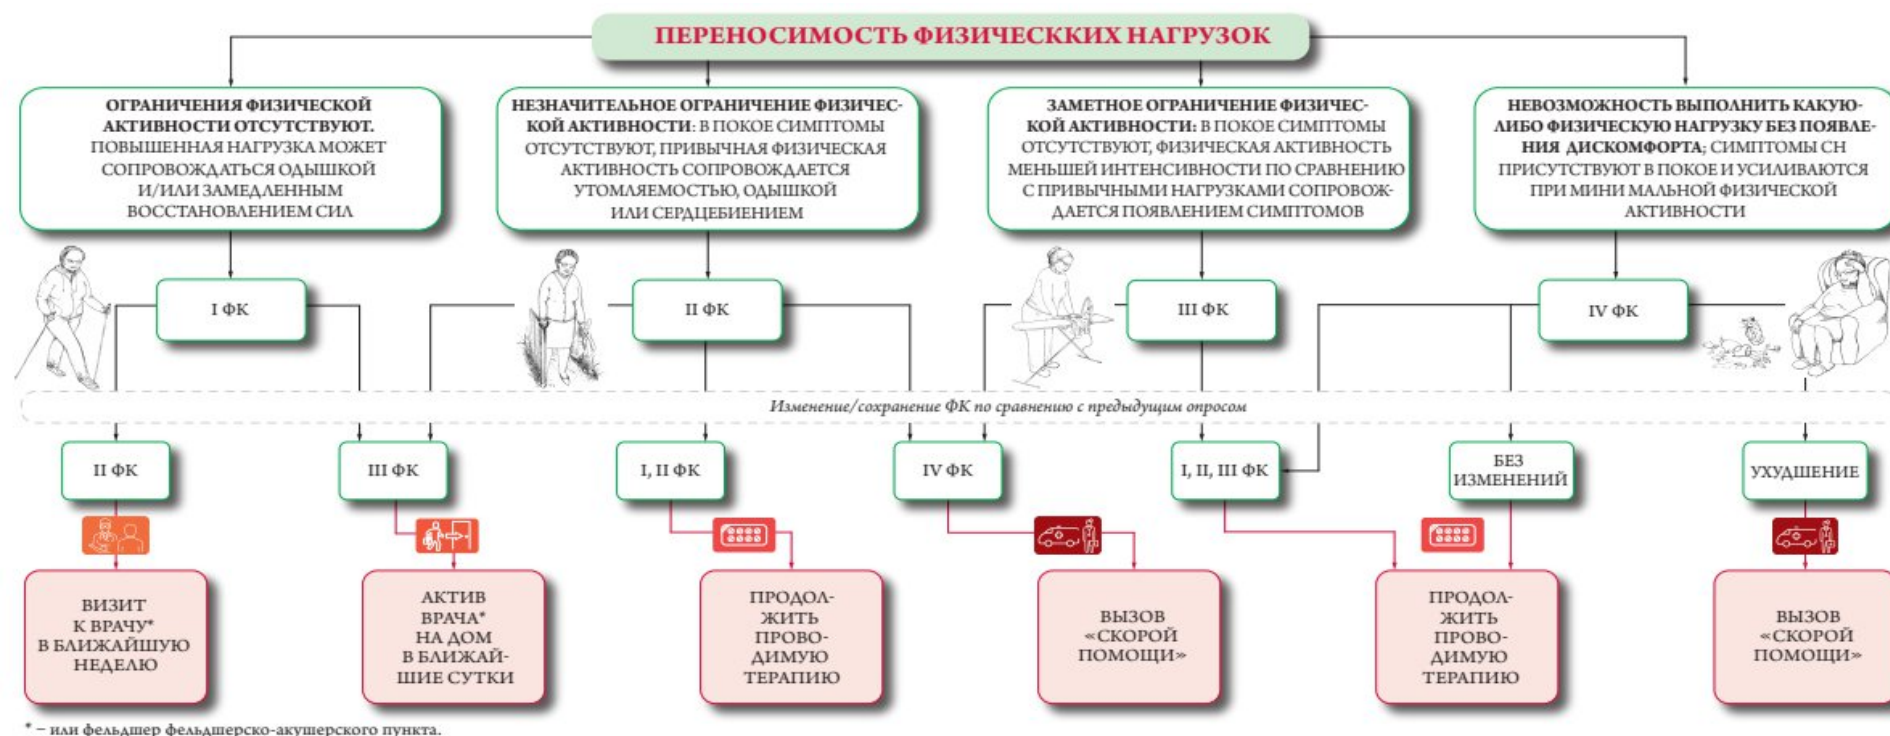 ПЕРЕНОСИМОСТЬ ФИЗИЧЕСККИХ НАГРУЗОК
ОГРАНИЧЕНИЯ ФИЗИЧЕСКОЙ
АКТИВНОСТИ ОТСУТСТВУЮТ.
ПОВЫШЕННАЯ НАГРУЗКА МОЖЕТ
СОПРОВОЖДАТЬСЯ ОДЫШКОЙ
И/ИЛИ ЗАМЕДЛЕННЫМ
ВОССТАНОВЛЕНИЕМ СИЛ
НЕЗНАЧИТЕЛЬНОЕ ОГРАНИЧЕНИЕ ФИЗИЧЕС-
КОЙ АКТИВНОСТИ: В ПОКОЕ СИМПТОМЫ
ОТСУТСТВУЮТ, ПРИВЫЧНАЯ ФИЗИЧЕСКАЯ
АКТИВНОСТЬ СОПРОВОЖДАЕТСЯ
УТОМЛЯЕМОСТЬЮ, ОДЫШКОЙ
ИЛИ СЕРДЦЕБИЕНИЕМ
ЗАМЕТНОЕ ОГРАНИЧЕНИЕ ФИЗИЧЕС-
КОЙ АКТИВНОСТИ: В ПОКОЕ СИМПТОМЫ
ОТСУТСТВУЮТ, ФИЗИЧЕСКАЯ АКТИВНОСТЬ
МЕНЬШЕЙ ИНТЕНСИВНОСТИ ПО СРАВНЕНИЮ
С ПРИВЫЧНЫМИ НАГРУЗКАМИ СОПРОВОЖ-
ДАЕТСЯ ПОЯВЛЕНИЕМ СИМПТОМОВ
НЕВОЗМОЖНОСТЬ ВЫПОЛНИТЬ КАКУЮ-
ЛИБО ФИЗИЧЕСКУЮ НАГРУЗКУ БЕЗ ПОЯВЛЕ-
НИЯ ДИСКОМФОРТА; СИМПТОМЫ СН
ПРИСУТСТВУЮТ В ПОКОЕ И УСИЛИВАЮТСЯ
ПРИ МИНИ МАЛЬНОЙ ФИЗИЧЕСКОЙ
АКТИВНОСТИ
I ФК
II ФК
III ФК
IV ФК
Изменение/сохранение ФК по сравнению с предыдущим опросом
II ФК
III ФК
I, II ФК
IV ФК
I, II, III ФК
БЕЗ
ИЗМЕНЕНИЙ
УХУДШЕНИЕ
ВИЗИТ
К ВРАЧУ*
В БЛИЖАЙШУЮ
НЕДЕЛЮ
АКТИВ
ВРАЧА*
НА ДОМ
В БЛИЖАЙ-
ШИЕ СУТКИ
ПРОДОЛ-
ЖИТЬ
ПРОВО-
ДИМУЮ
ТЕРАПИЮ
ВЫЗОВ
«СКОРОЙ
ПОМОЩИ»
ПРОДОЛ-
ЖИТЬ
ПРОВО-
ДИМУЮ
ТЕРАПИЮ
ВЫЗОВ
«СКОРОЙ
ПОМОЩИ»
* – или фельдшер фельдшерско-акушерского пункта.